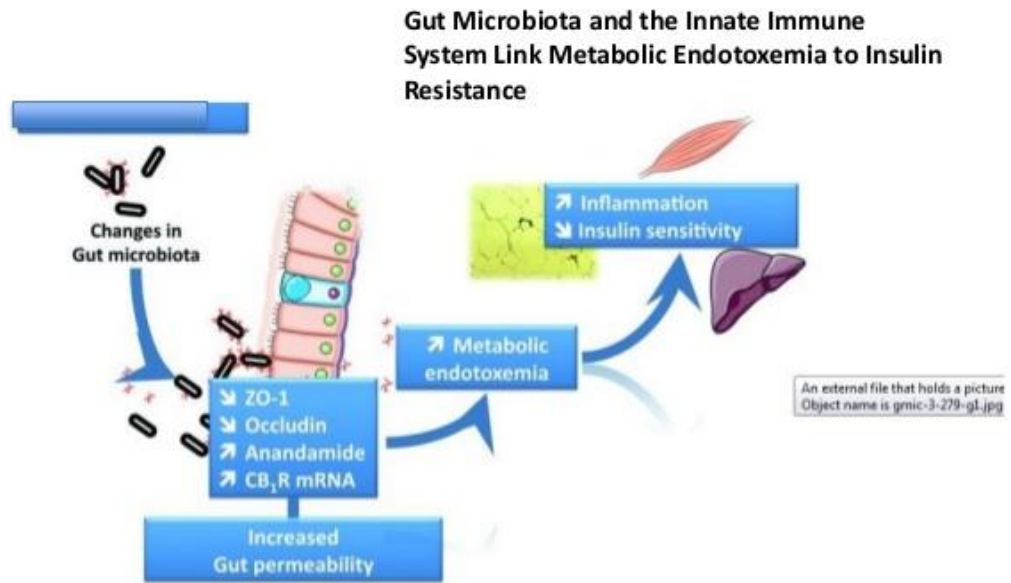 Gut Microbiota and the Innate Immune
System Link Metabolic Endotoxemia to Insulin
Resistance
Changes in
Gut microbiota
↗ Inflammation
↘ Insulin sensitivity
↗ Metabolic
endotoxemia
An external file that holds a picture
Object name is gmic-3-279-g1.jpg
↘ ZO-1
↘ Occludin
↗ Anandamide
↗ CB₁R mRNA
Increased
Gut permeability